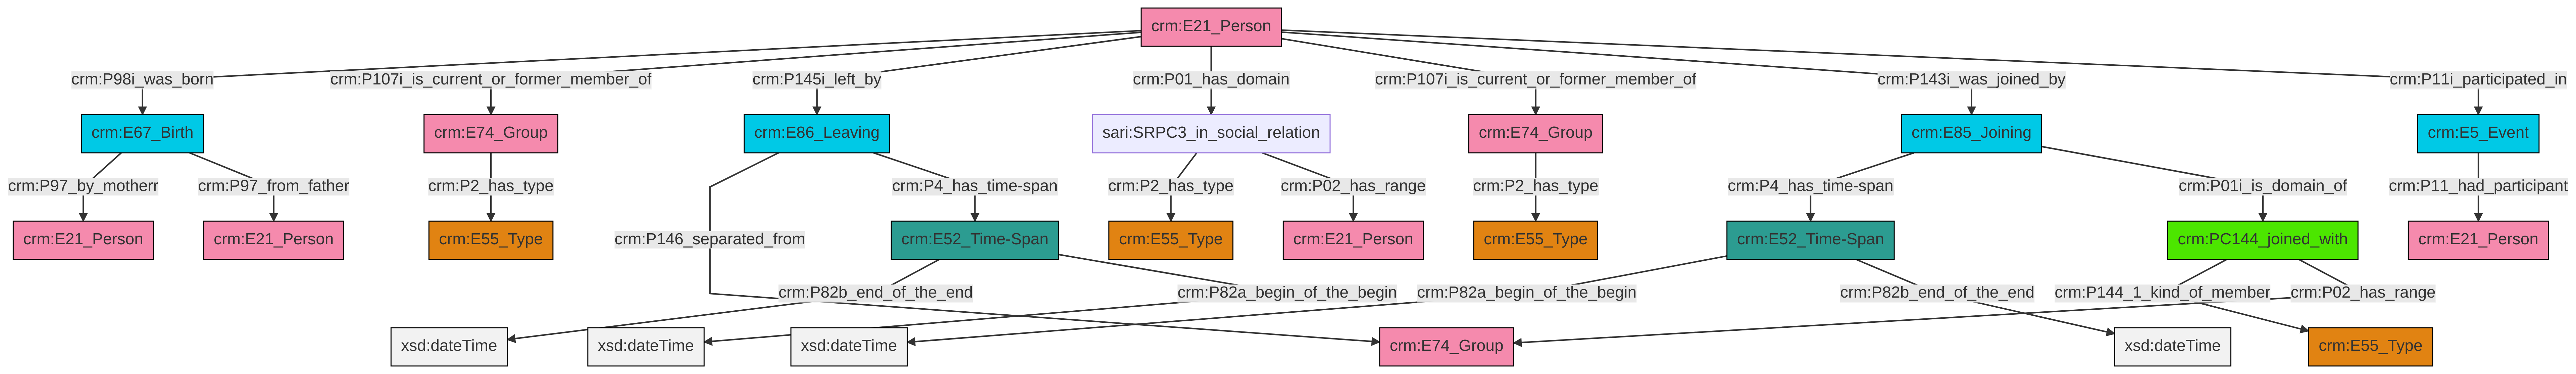 crm:E21_Person
crm:P98i_was_born
crm:P107i_is_current_or_former_member_of
crm:P145i_left_by
crm:P01_has_domain
crm:P107i_is_current_or_former_member_of
crm:P143i_was_joined_by
crm:P11i_participated_in
crm:E67_Birth
crm:E74_Group
crm:E86_Leaving
sari:SRPC3_in_social_relation
crm:E74_Group
crm:E85_Joining
crm:E5_Event
crm:P97_by_motherr
crm:P97_from_father
crm:P2_has_type
crm:P4_has_time-span
crm:P2_has_type
crm:P02_has_range
crm:P2_has_type
crm:P4_has_time-span
crm:P01i_is_domain_of
crm:P11_had_participant
crm:E21_Person
crm:E21_Person
crm:E55_Type
crm:P146_separated_from
crm:E52_Time-Span
crm:E55_Type
crm:E21_Person
crm:E55_Type
crm:E52_Time-Span
crm:PC144_joined_with
crm:E21_Person
crm:P82b_end_of_the_end
crm:P82a_begin_of_the_begin
crm:P82a_begin_of_the_begin
crm:P82b_end_of_the_end
crm:P144_1_kind_of_member
crm:P02_has_range
xsd:dateTime
xsd:dateTime
xsd:dateTime
crm:E74_Group
xsd:dateTime
crm:E55_Type